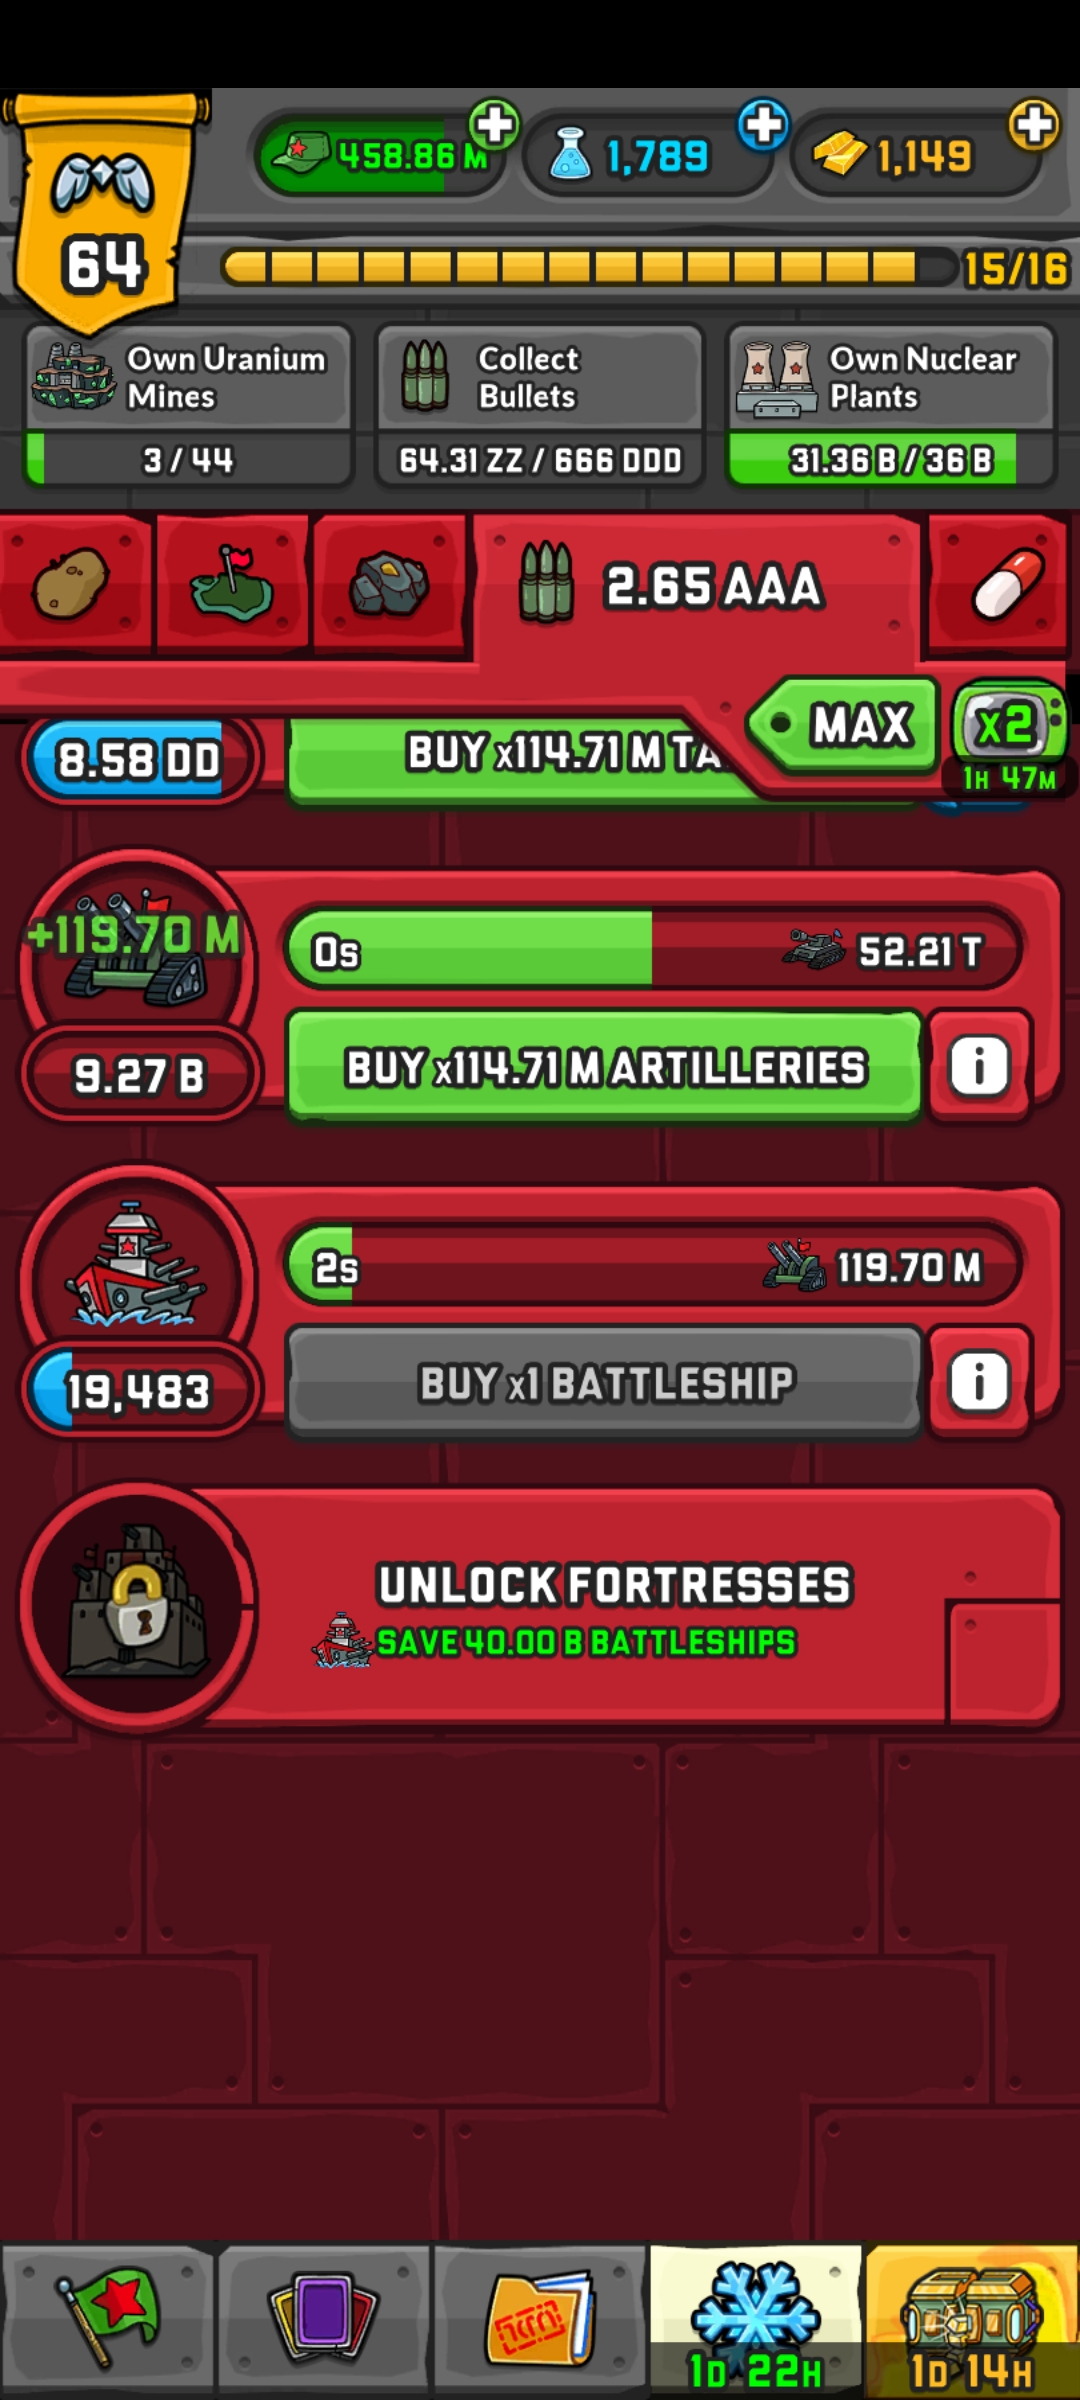 458.86 M
1,789
1,149
64
15/16
Own Uranium
Mines
3 / 44
Collect
Bullets
64.31 ZZ / 666 DDD
Own Nuclear
Plants
31.36 B / 36 B
2.65 AAA
MAX
X2
1H 47M
8.58 DD
BUY x114.71 M TA
+119.70 M
0s
52.21 T
9.27 B
BUY x114.71 M ARTILLERIES
i
2s
119.70 M
19,483
BUY x1 BATTLESHIP
i
UNLOCK FORTRESSES
SAVE 40.00 B BATTLESHIPS
1D 22H
1D 14H